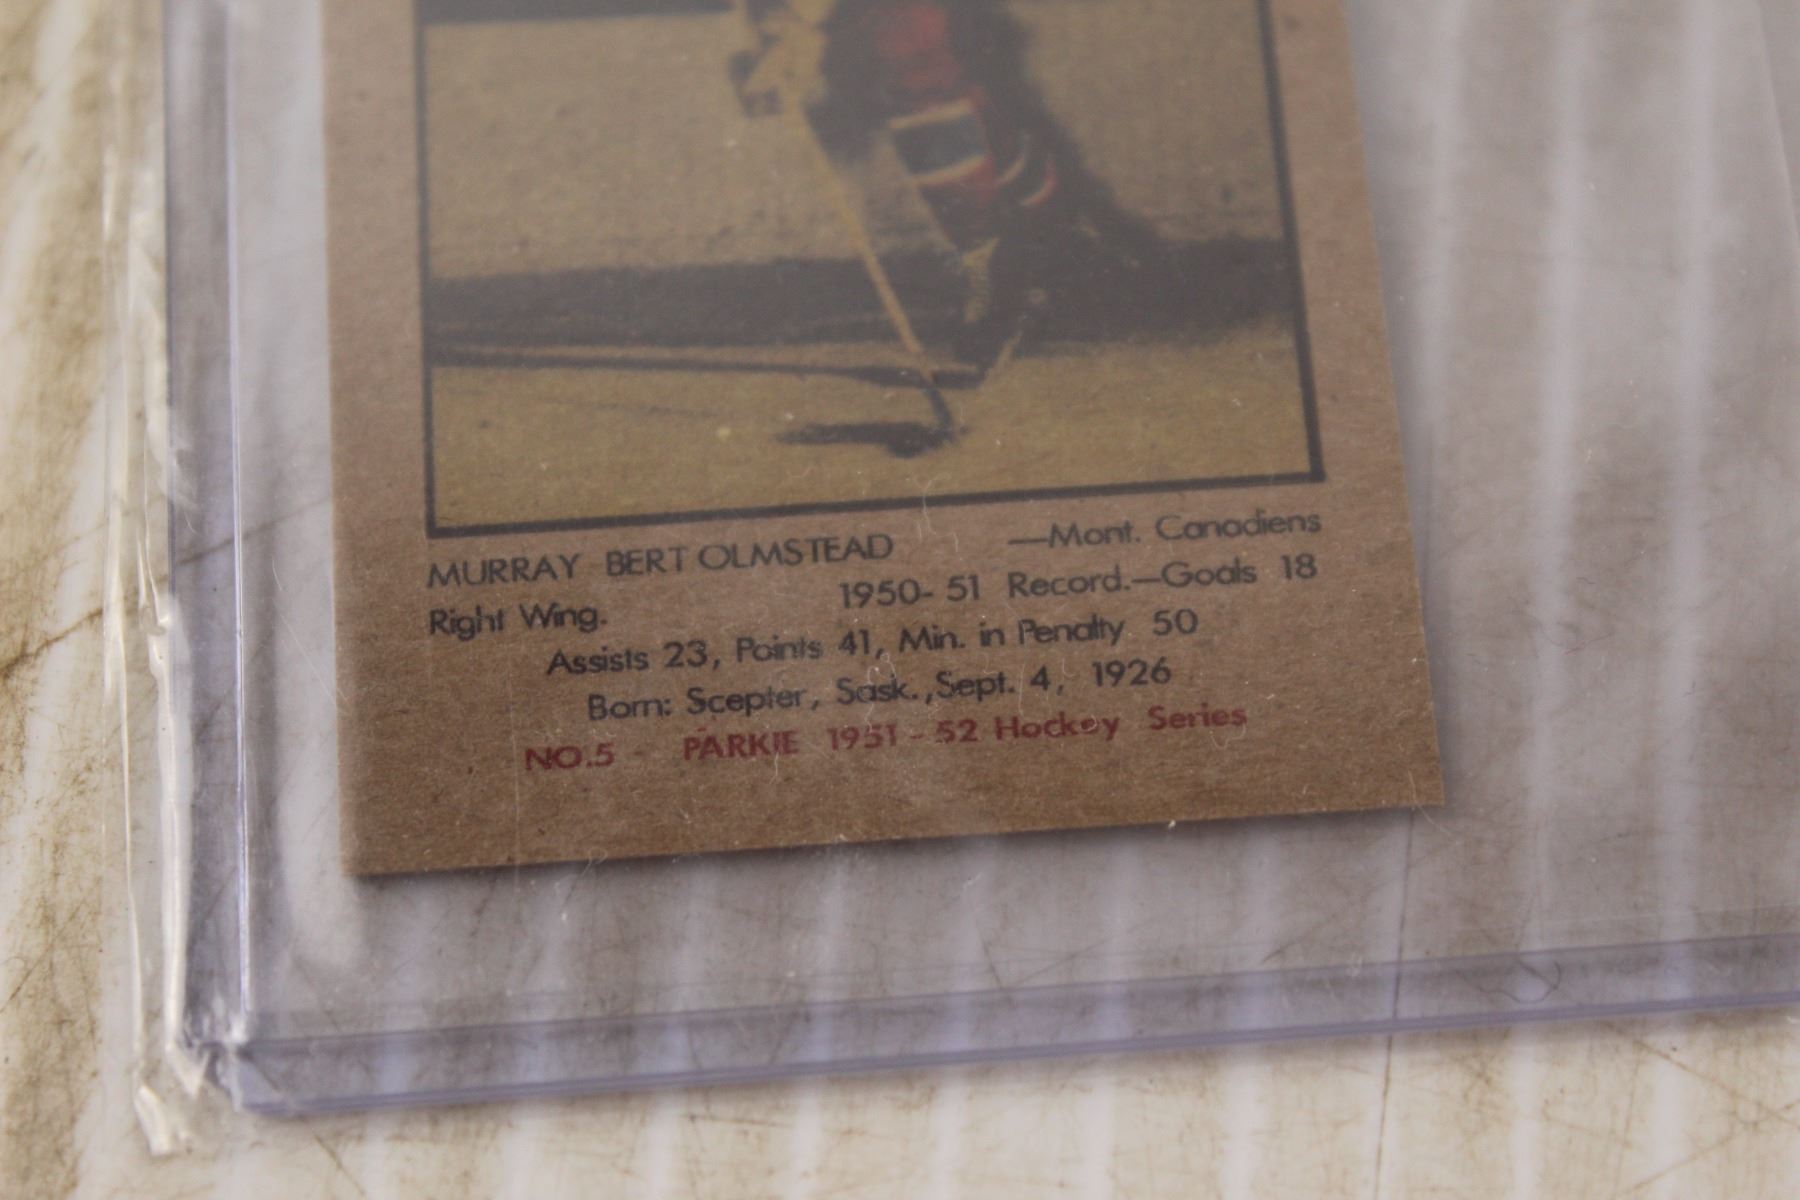 MURRAY BERT OLMSTEAD —Mont. Canadiens
Right Wing. 1950- 51 Record.—Goals 18
Assists 23, Points 41, Min. in Penalty 50
Born: Scepter, Sask.,Sept. 4, 1926
NO.5 - PARKIE 1951 - 52 Hockey Series